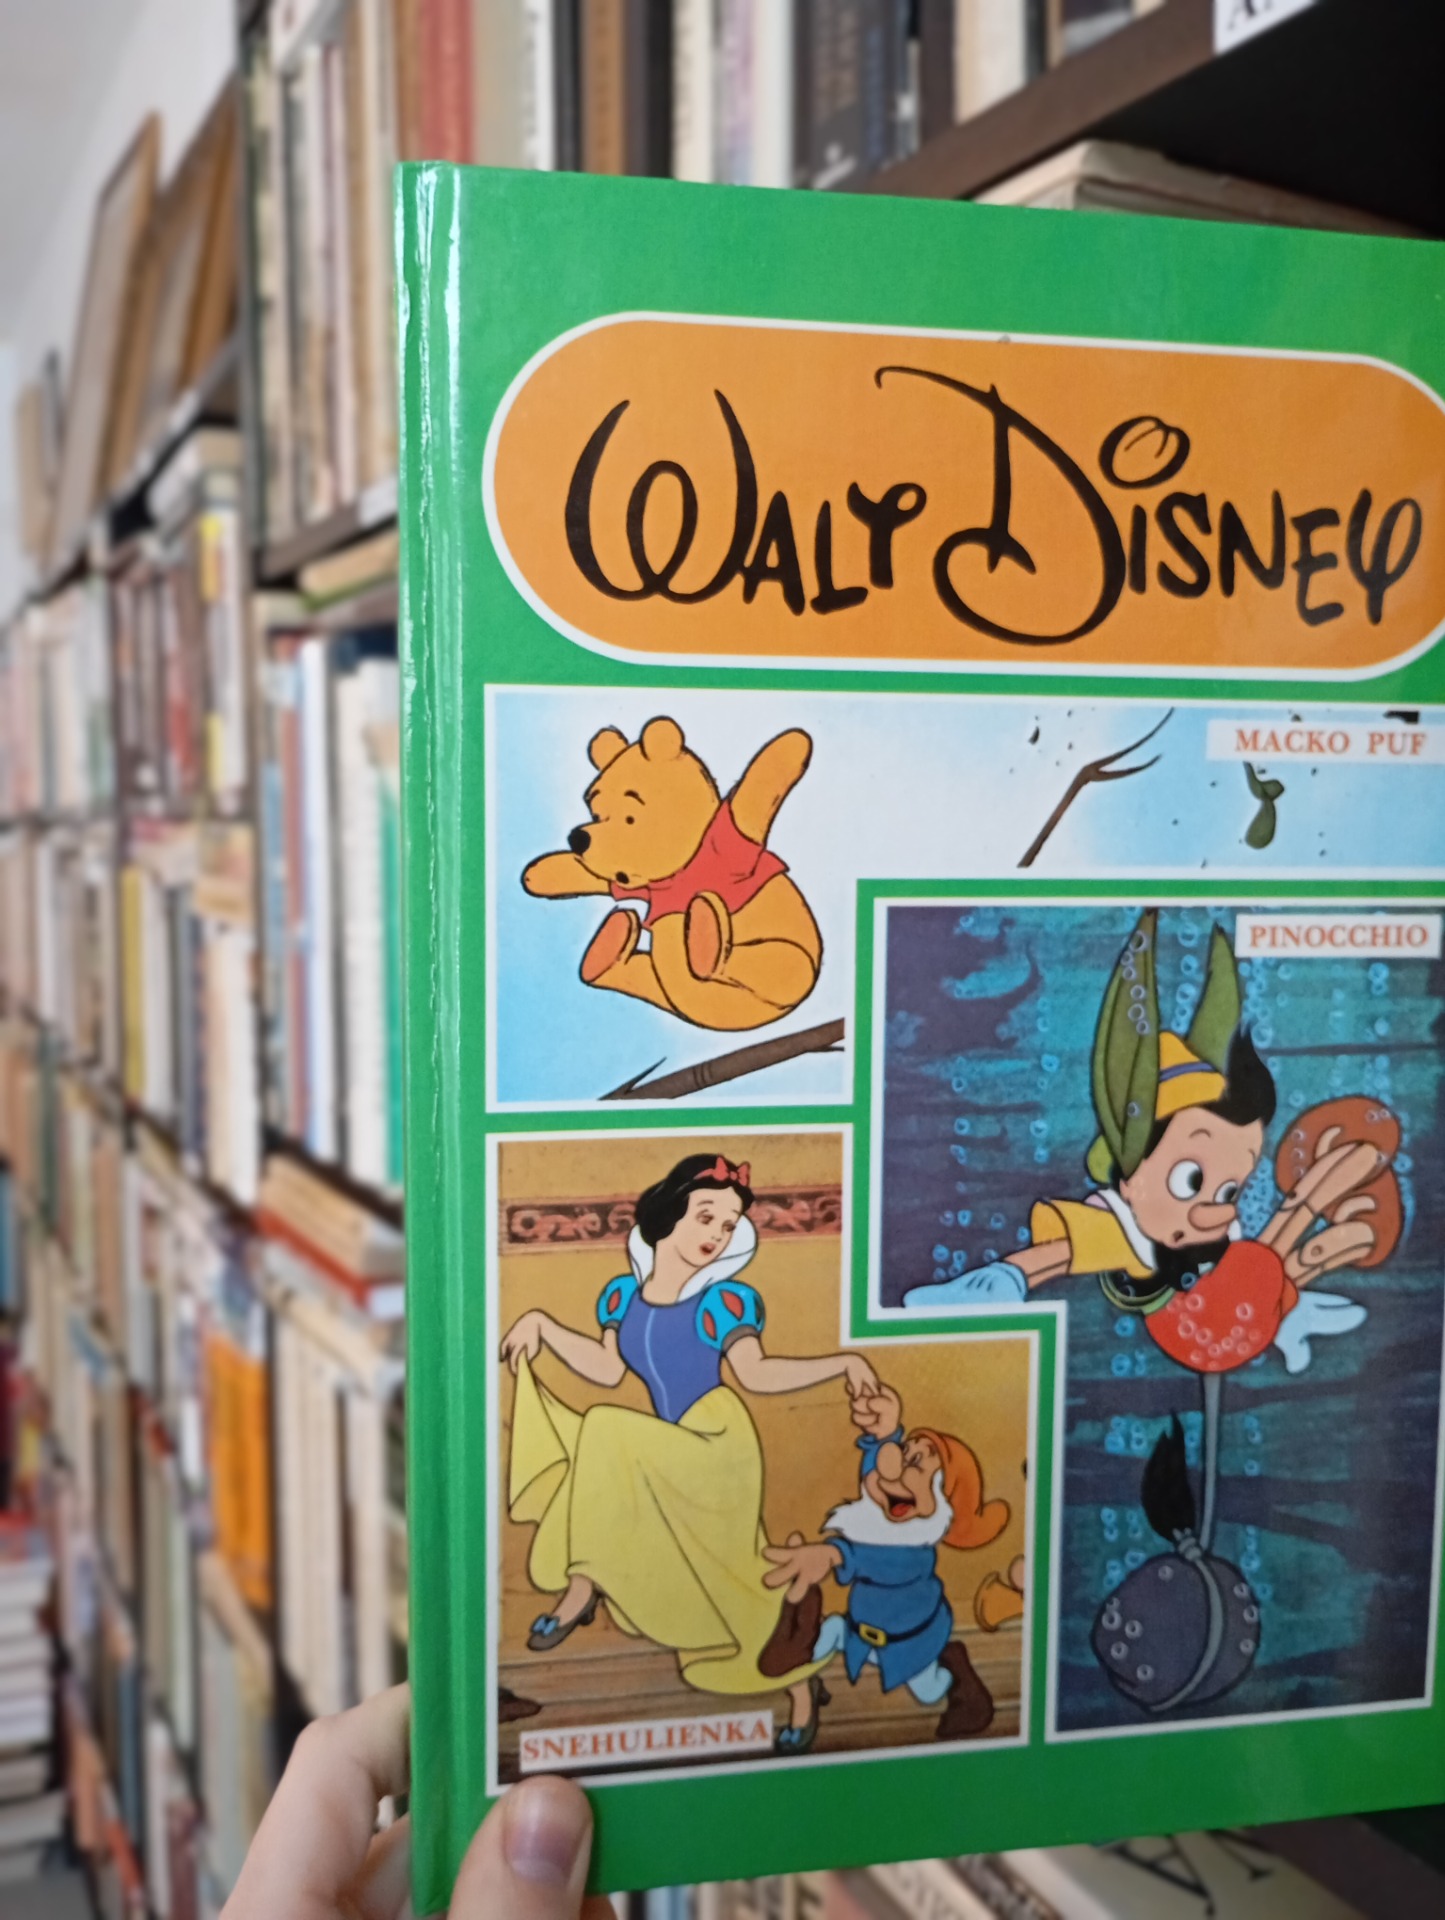 WALT DISNEY
MACKO PUF
PINOCCHIO
SNEHULIENKA